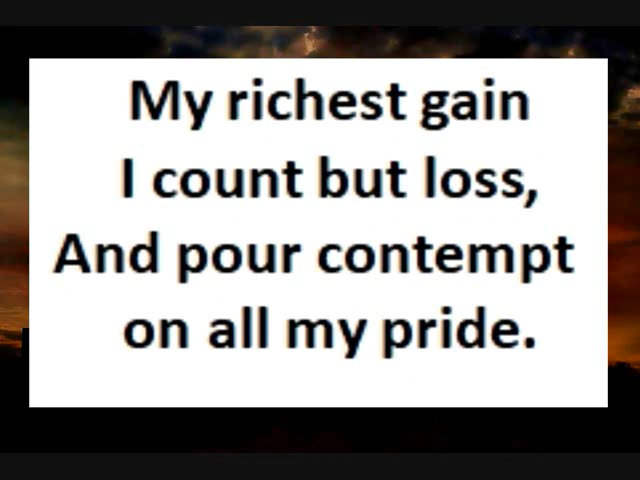 My richest gain
I count but loss,
And pour contempt
on all my pride.